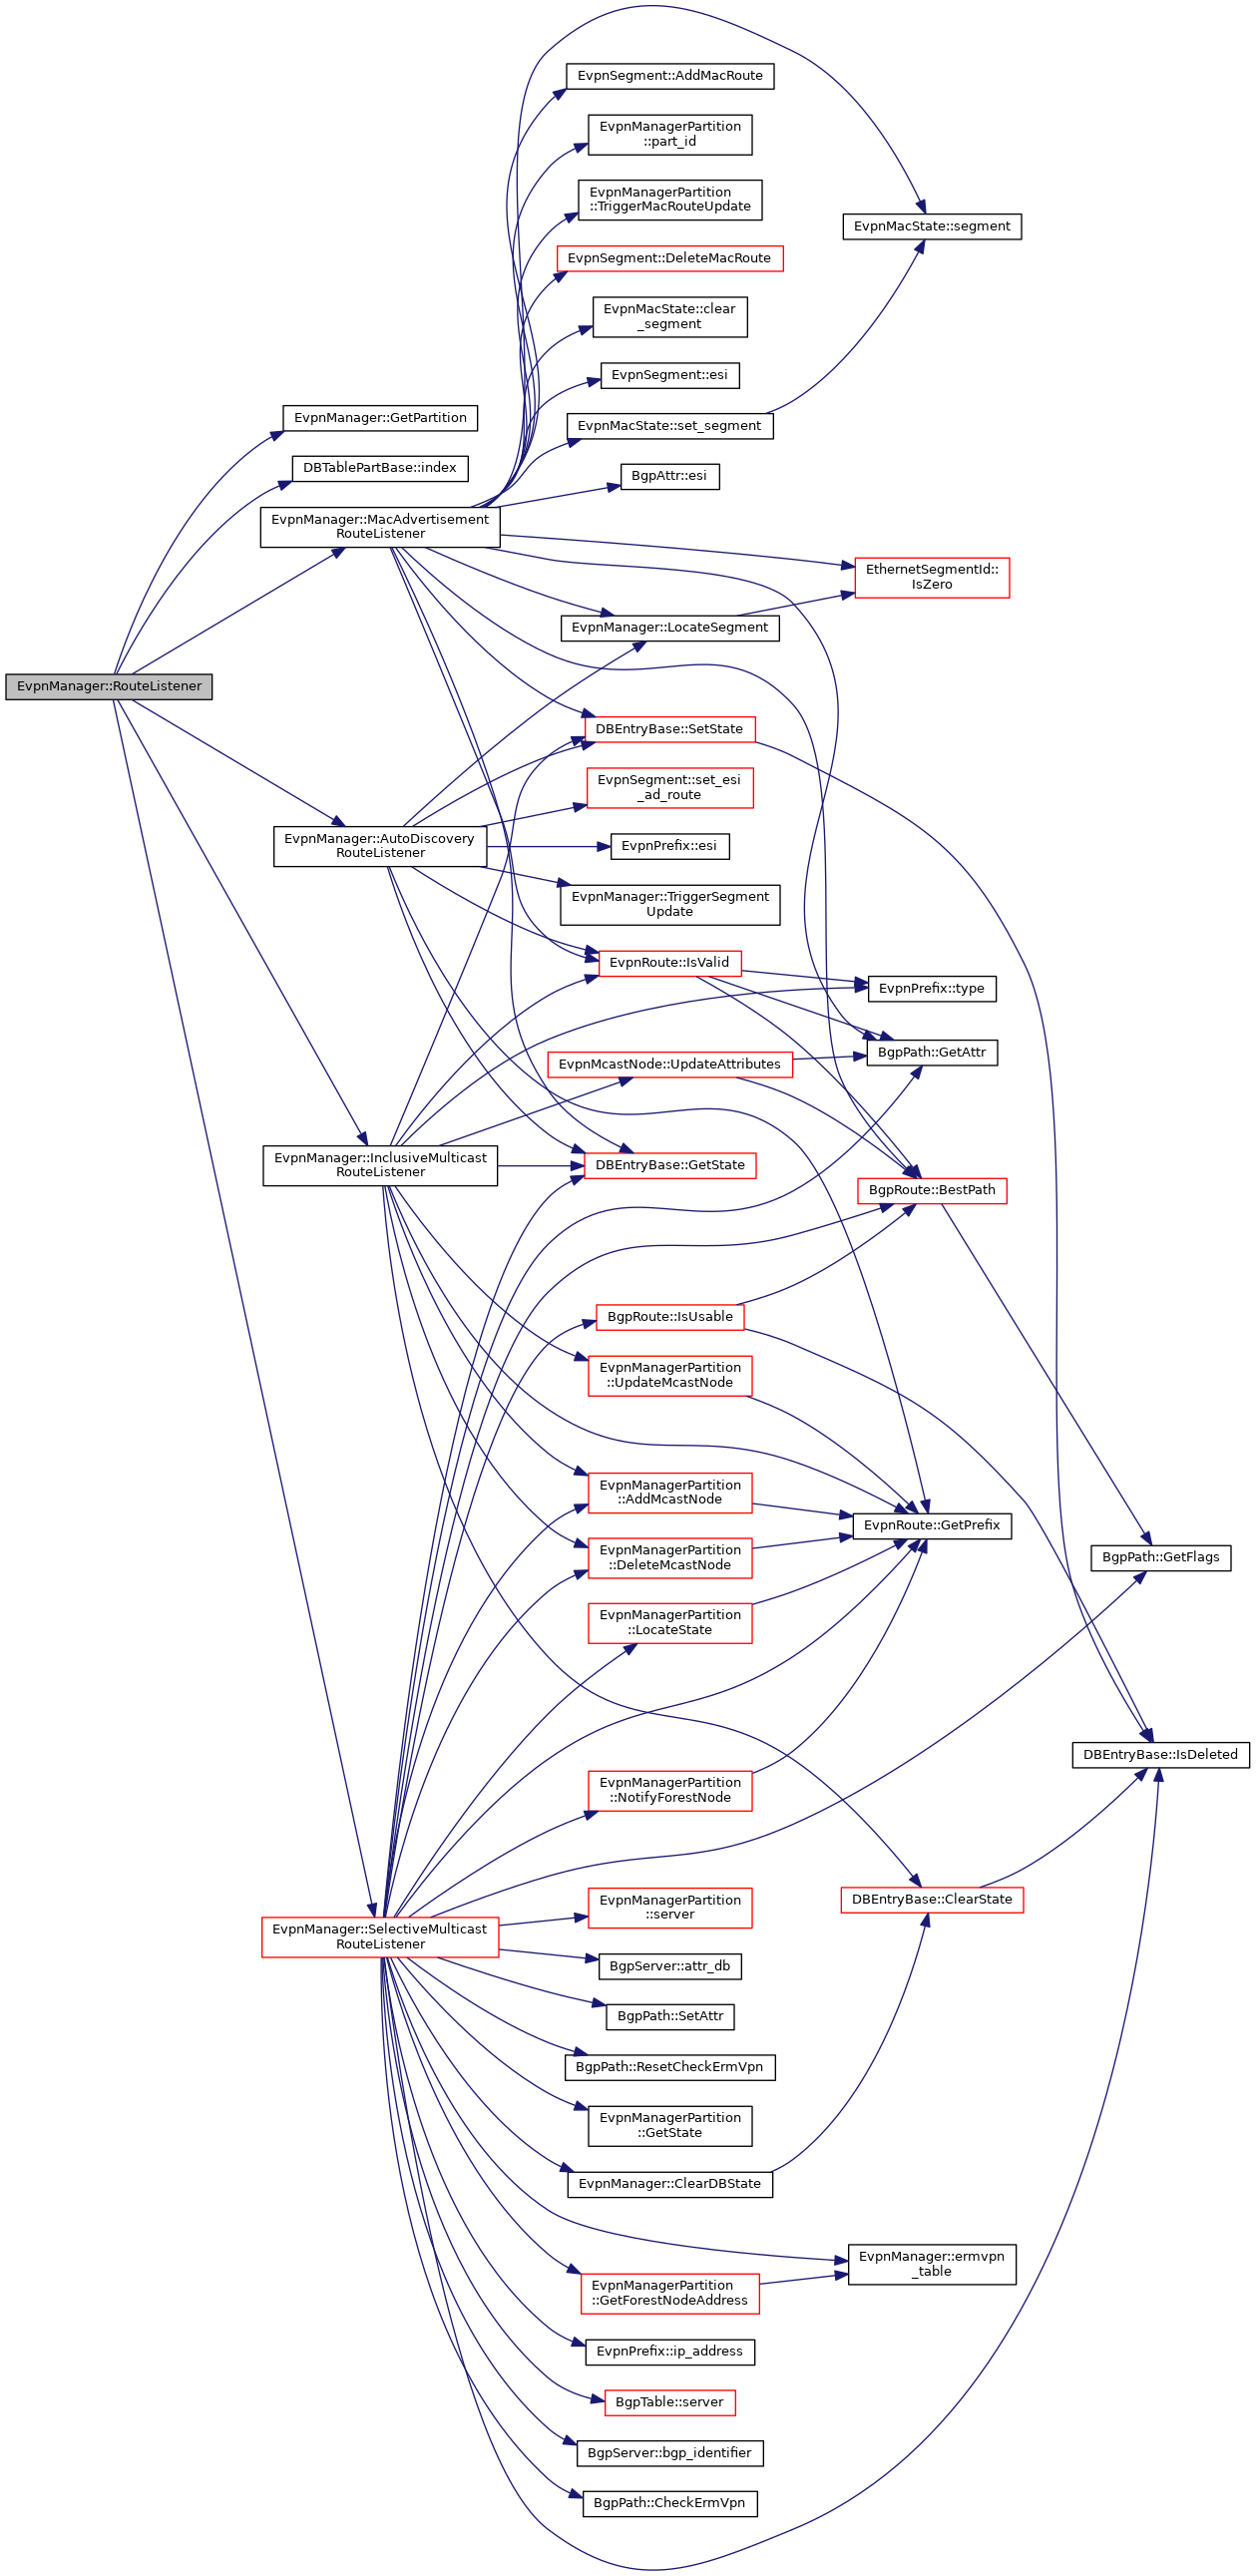 EvpnSegment::AddMacRoute
EvpnManagerPartition
::part_id
EvpnManagerPartition
::TriggerMacRouteUpdate
EvpnMacState::segment
EvpnSegment::DeleteMacRoute
EvpnMacState::clear
_segment
EvpnSegment::esi
EvpnManager::GetPartition
EvpnMacState::set_segment
DBTablePartBase::index
BgpAttr::esi
EvpnManager::MacAdvertisement
RouteListener
EthernetSegmentId::
IsZero
EvpnManager::LocateSegment
EvpnManager::RouteListener
DBEntryBase::SetState
EvpnSegment::set_esi
_ad_route
EvpnManager::AutoDiscovery
RouteListener
EvpnPrefix::esi
EvpnManager::TriggerSegment
Update
EvpnRoute::IsValid
EvpnPrefix::type
BgpPath::GetAttr
EvpnMcastNode::UpdateAttributes
EvpnManager::InclusiveMulticast
RouteListener
DBEntryBase::GetState
BgpRoute::BestPath
BgpRoute::IsUsable
EvpnManagerPartition
::UpdateMcastNode
EvpnManagerPartition
::AddMcastNode
EvpnRoute::GetPrefix
EvpnManagerPartition
::DeleteMcastNode
BgpPath::GetFlags
EvpnManagerPartition
::LocateState
DBEntryBase::IsDeleted
EvpnManagerPartition
::NotifyForestNode
DBEntryBase::ClearState
EvpnManagerPartition
::server
EvpnManager::SelectiveMulticast
RouteListener
BgpServer::attr_db
BgpPath::SetAttr
BgpPath::ResetCheckErmVpn
EvpnManagerPartition
::GetState
EvpnManager::ClearDBState
EvpnManager::ermvpn
_table
EvpnManagerPartition
::GetForestNodeAddress
EvpnPrefix::ip_address
BgpTable::server
BgpServer::bgp_identifier
BgpPath::CheckErmVpn